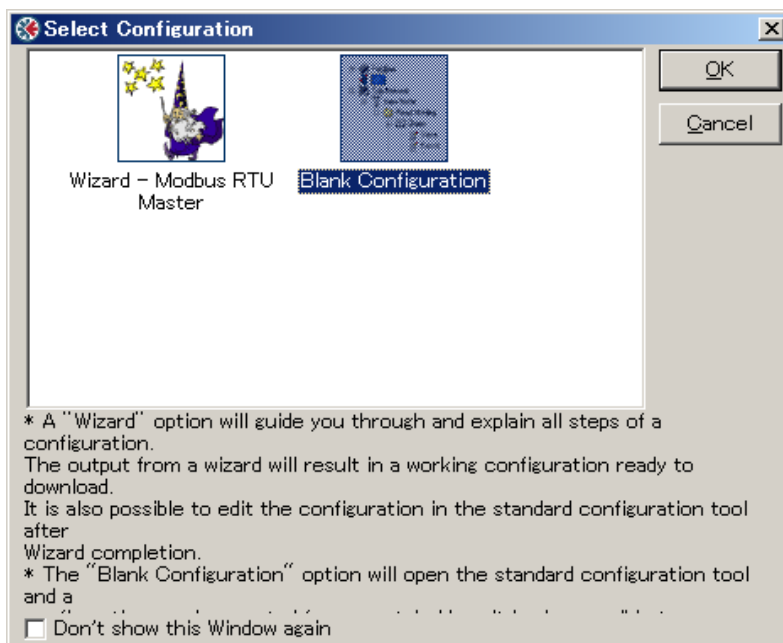 Select Configuration
OK
Cancel
Wizard - Modbus RTU
Master
Blank Configuration
* A "Wizard" option will guide you through and explain all steps of a
configuration.
The output from a wizard will result in a working configuration ready to
download.
It is also possible to edit the configuration in the standard configuration tool
after
Wizard completion.
* The "Blank Configuration" option will open the standard configuration tool
and a
Don't show this Window again